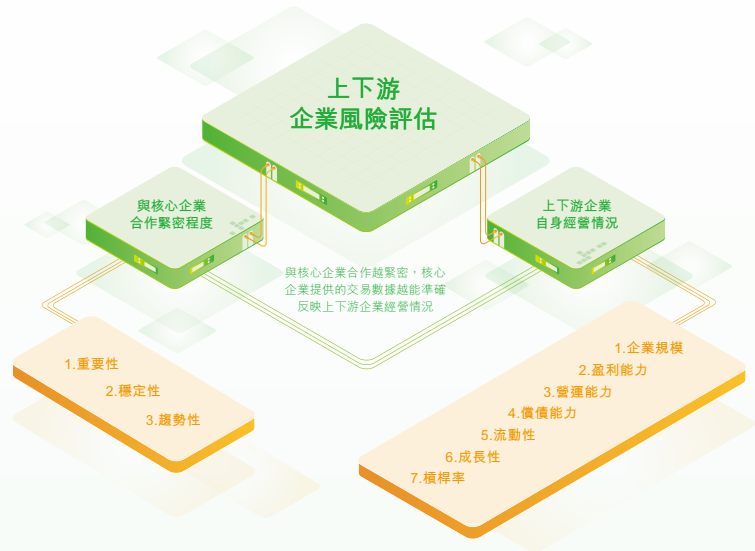 上下游
企業風險評估
與核心企業
合作緊密程度
上下游企業
自身經營情況
與核心企業合作越緊密，核心
企業提供的交易數據越能準確
反映上下游企業經營情況
1.重要性
2.穩定性
3.趨勢性
1.企業規模
2.盈利能力
3.營運能力
4.償債能力
5.流動性
6.成長性
7.槓桿率